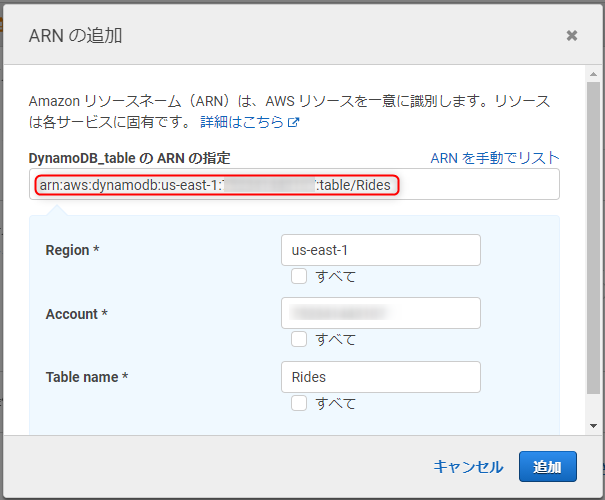 ARN の追加
Amazon リソースネーム（ARN）は、AWS リソースを一意に識別します。リソース
は各サービスに固有です。 詳細はこちら
DynamoDB_table の ARN の指定
ARN を手動でリスト
arn:aws:dynamodb:us-east-1: :table/Rides
Region *
us-east-1
すべて
Account *
すべて
Table name *
Rides
すべて
キャンセル
追加